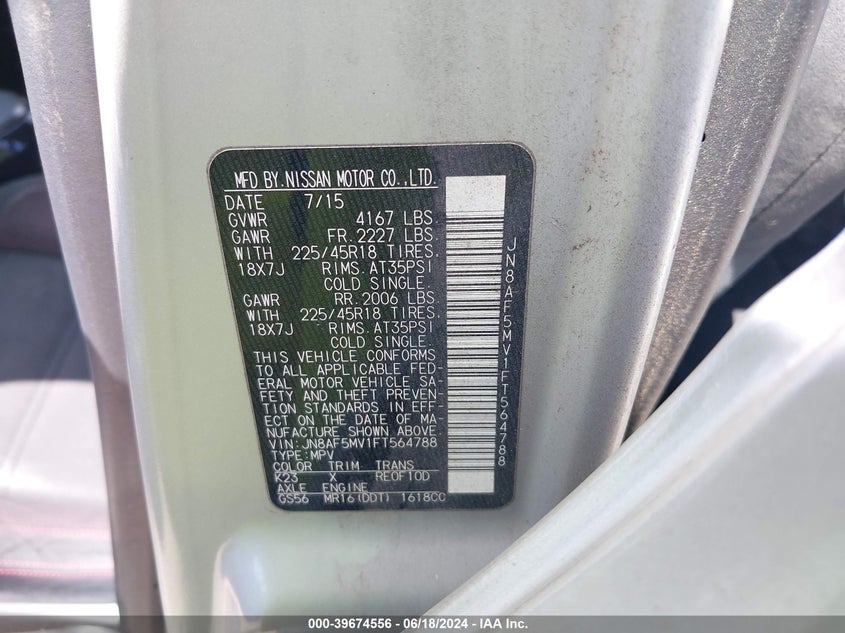 MFD BY.NISSAN MOTOR CO.,LTD.
DATE 7/15
GVWR 4167 LBS
GAWR FR.2227 LBS.
WITH 225/45R18 TIRES.
18X7J RIMS.AT35PSI
COLD SINGLE.
GAWR RR.2006 LBS.
WITH 225/45R18 TIRES.
18X7J RIMS.AT35PSI
COLD SINGLE.
THIS VEHICLE CONFORMS
TO ALL APPLICABLE FED-
ERAL MOTOR VEHICLE SA-
FETY AND THEFT PREVEN-
TION STANDARDS IN EFF-
ECT ON THE DATE OF MA-
NUFACTURE SHOWN ABOVE.
VIN:JN8AF5MV1FT564788
TYPE:MPV
COLOR TRIM TRANS
K23 X RE0F10D
AXLE ENGINE
GS56 MR16(DDT) 1618CC
JN8AF5MV1FT564788
000-39674556 - 06/18/2024 - IAA Inc.